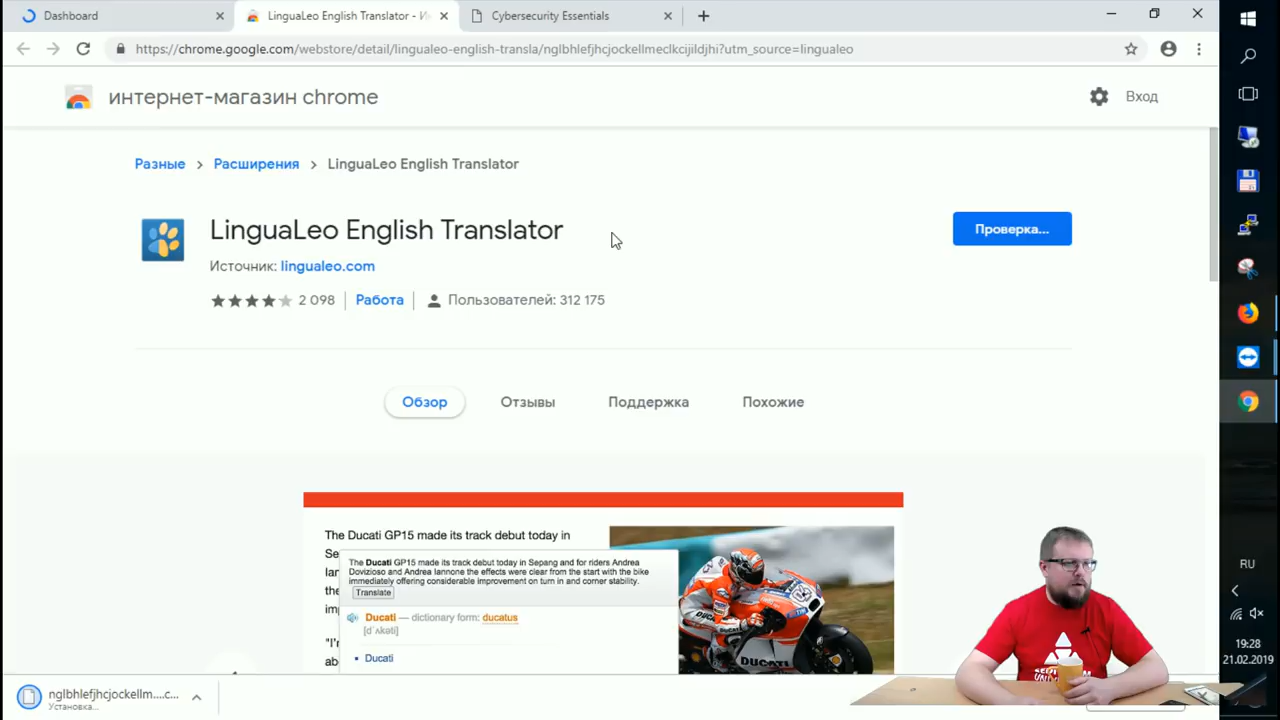 Dashboard
LinguaLeo English Translator - И
Cybersecurity Essentials
https://chrome.google.com/webstore/detail/lingualeo-english-transla/nglbhlefjhcjockellmeclkcijildjhi?utm_source=lingualeo
интернет-магазин chrome
Вход
Разные > Расширения > LinguaLeo English Translator
LinguaLeo English Translator
Проверка...
Источник: lingualeo.com
2 098
Работа
Пользователей: 312 175
Обзор
Отзывы
Поддержка
Похожие
The Ducati GP15 made its track debut today in
Se
The Ducati GP15 made its track debut today in Sepang and for riders Andrea
Dovizioso and Andrea Iannone the effects were clear from the start with the bike
immediately offering considerable improvement on turn in and corner stability.
Translate
Ducati — dictionary form: ducatus
[dˈʌkəti]
• Ducati
"I'
DUCATI
RU
19:28
21.02.2019
nglbhlefjhcjockellm....c...
Установка...